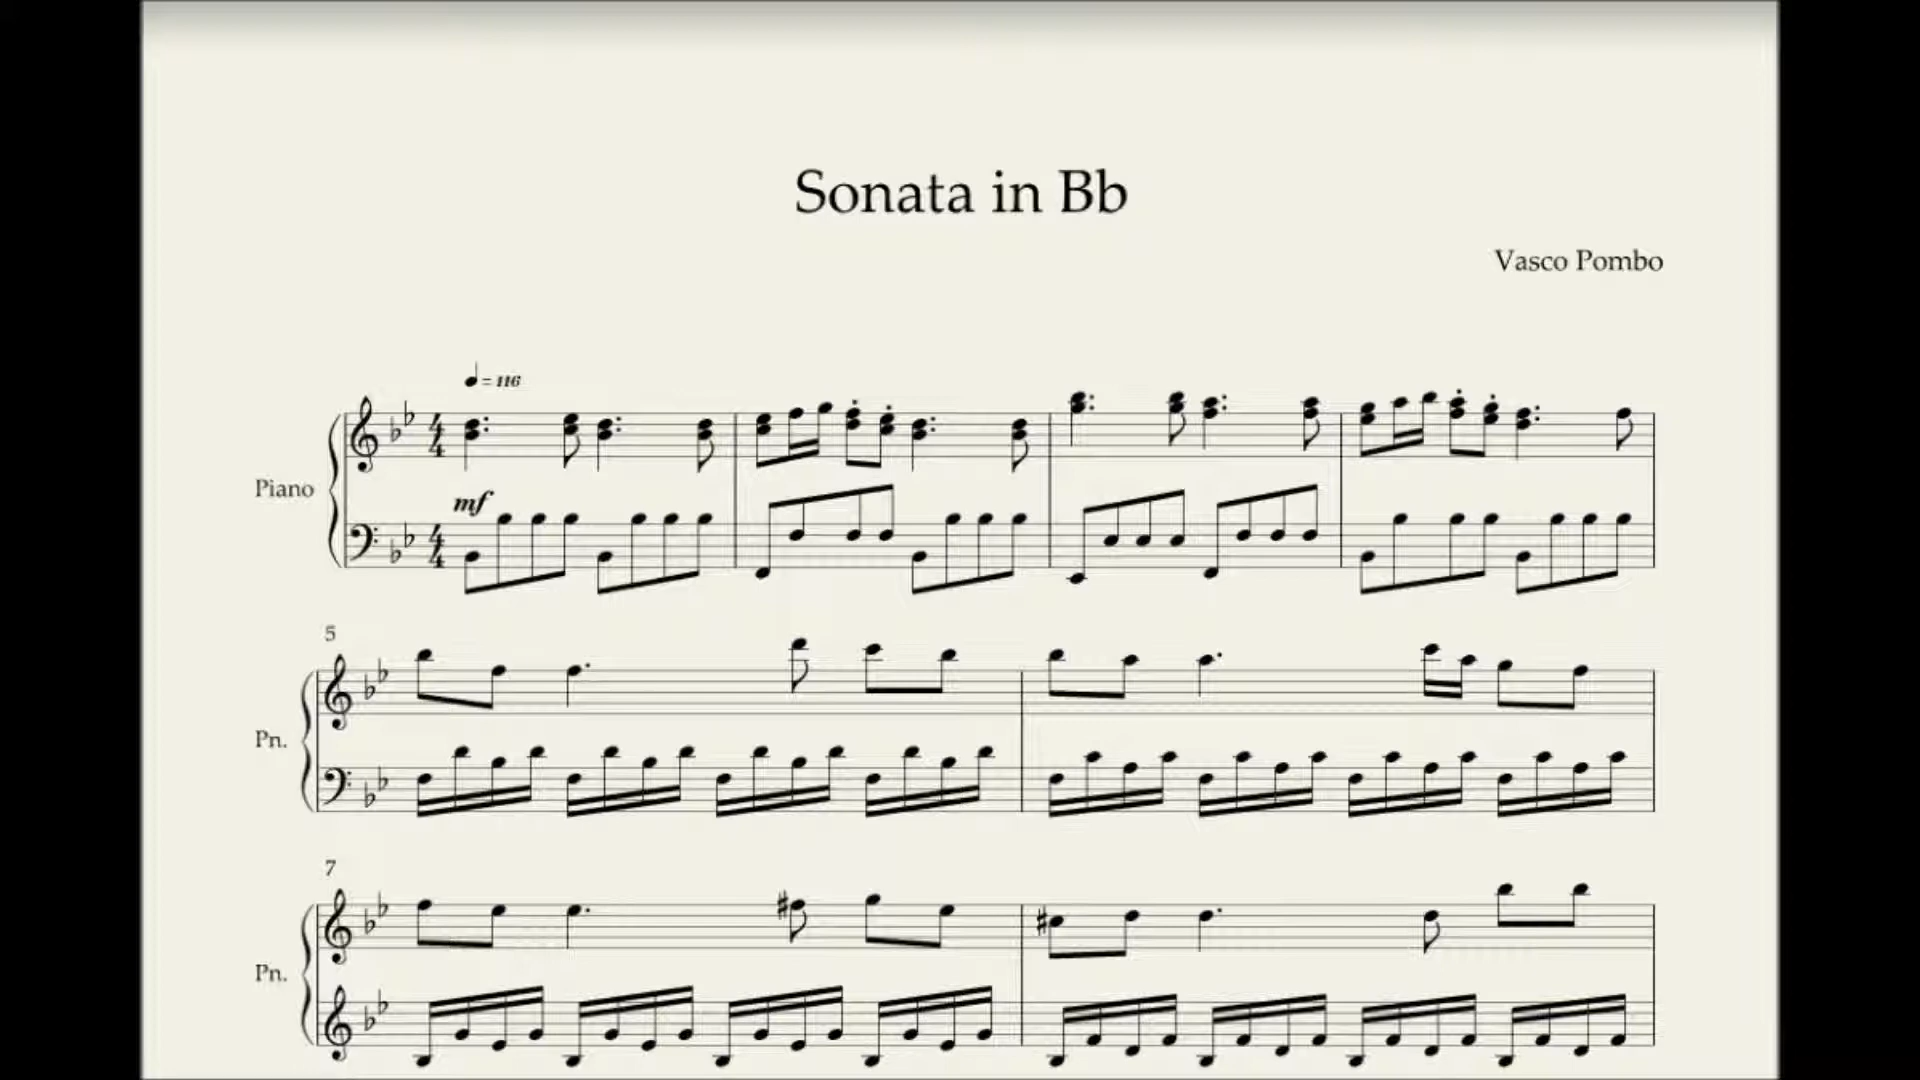 Sonata in Bb
Vasco Pombo
= 116
Piano
mf
5
Pn.
7
Pn.